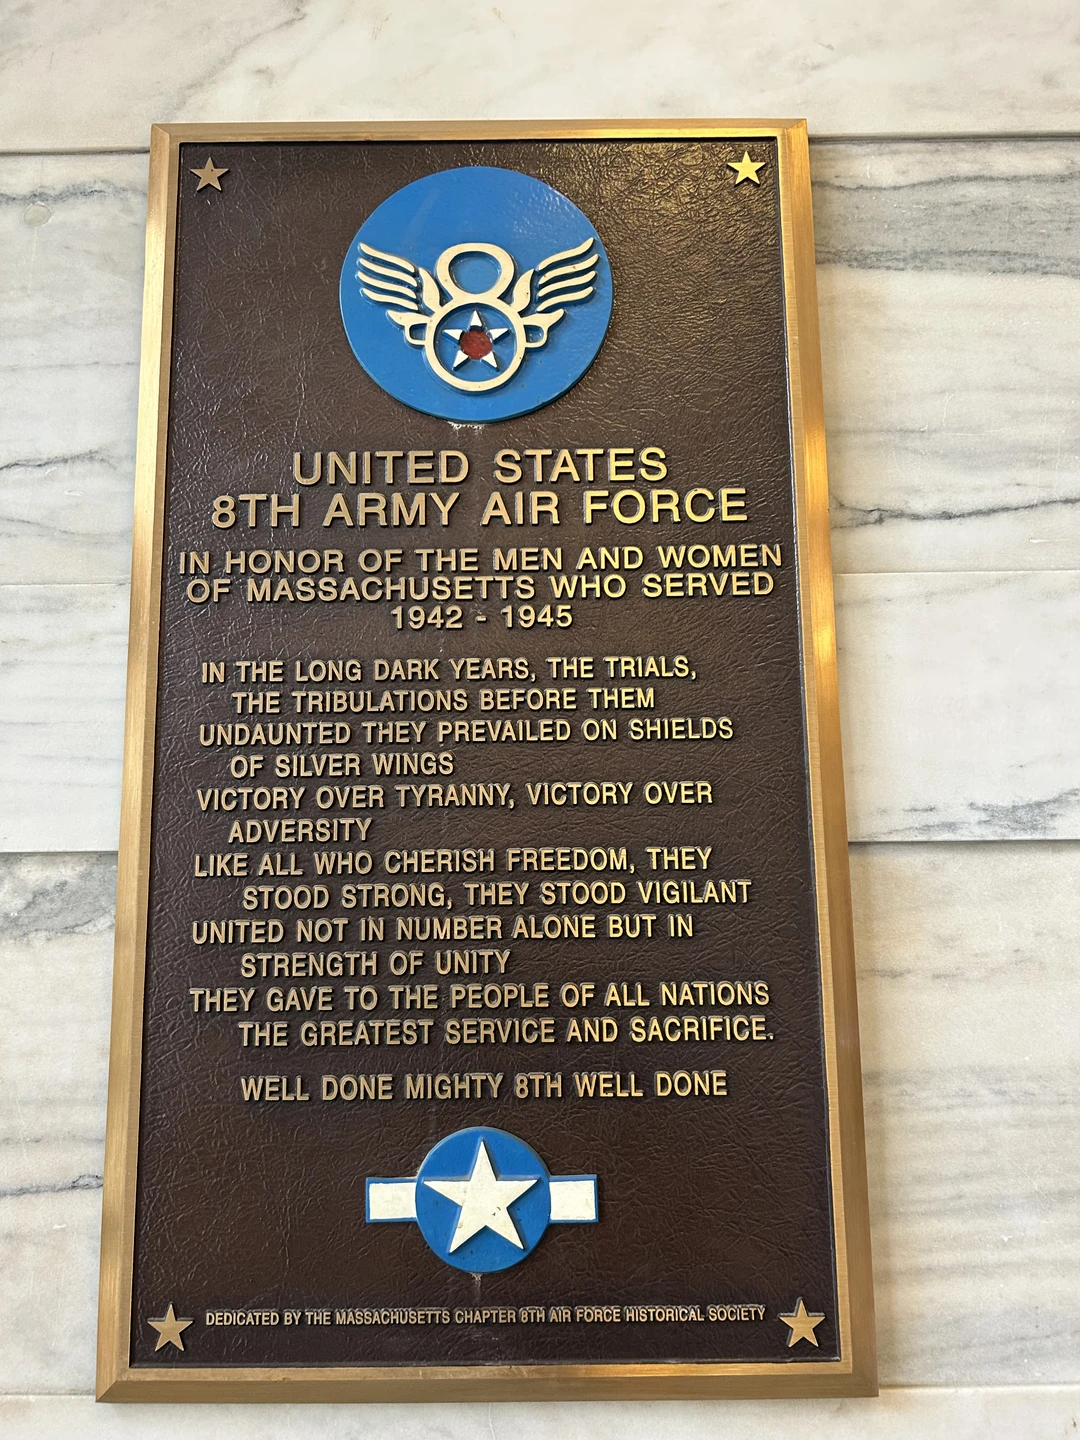 8
UNITED STATES
8TH ARMY AIR FORCE
IN HONOR OF THE MEN AND WOMEN
OF MASSACHUSETTS WHO SERVED
1942 - 1945
IN THE LONG DARK YEARS, THE TRIALS,
THE TRIBULATIONS BEFORE THEM
UNDAUNTED THEY PREVAILED ON SHIELDS
OF SILVER WINGS
VICTORY OVER TYRANNY, VICTORY OVER
ADVERSITY
LIKE ALL WHO CHERISH FREEDOM, THEY
STOOD STRONG, THEY STOOD VIGILANT
UNITED NOT IN NUMBER ALONE BUT IN
STRENGTH OF UNITY
THEY GAVE TO THE PEOPLE OF ALL NATIONS
THE GREATEST SERVICE AND SACRIFICE.
WELL DONE MIGHTY 8TH WELL DONE
DEDICATED BY THE MASSACHUSETTS CHAPTER 8TH AIR FORCE HISTORICAL SOCIETY